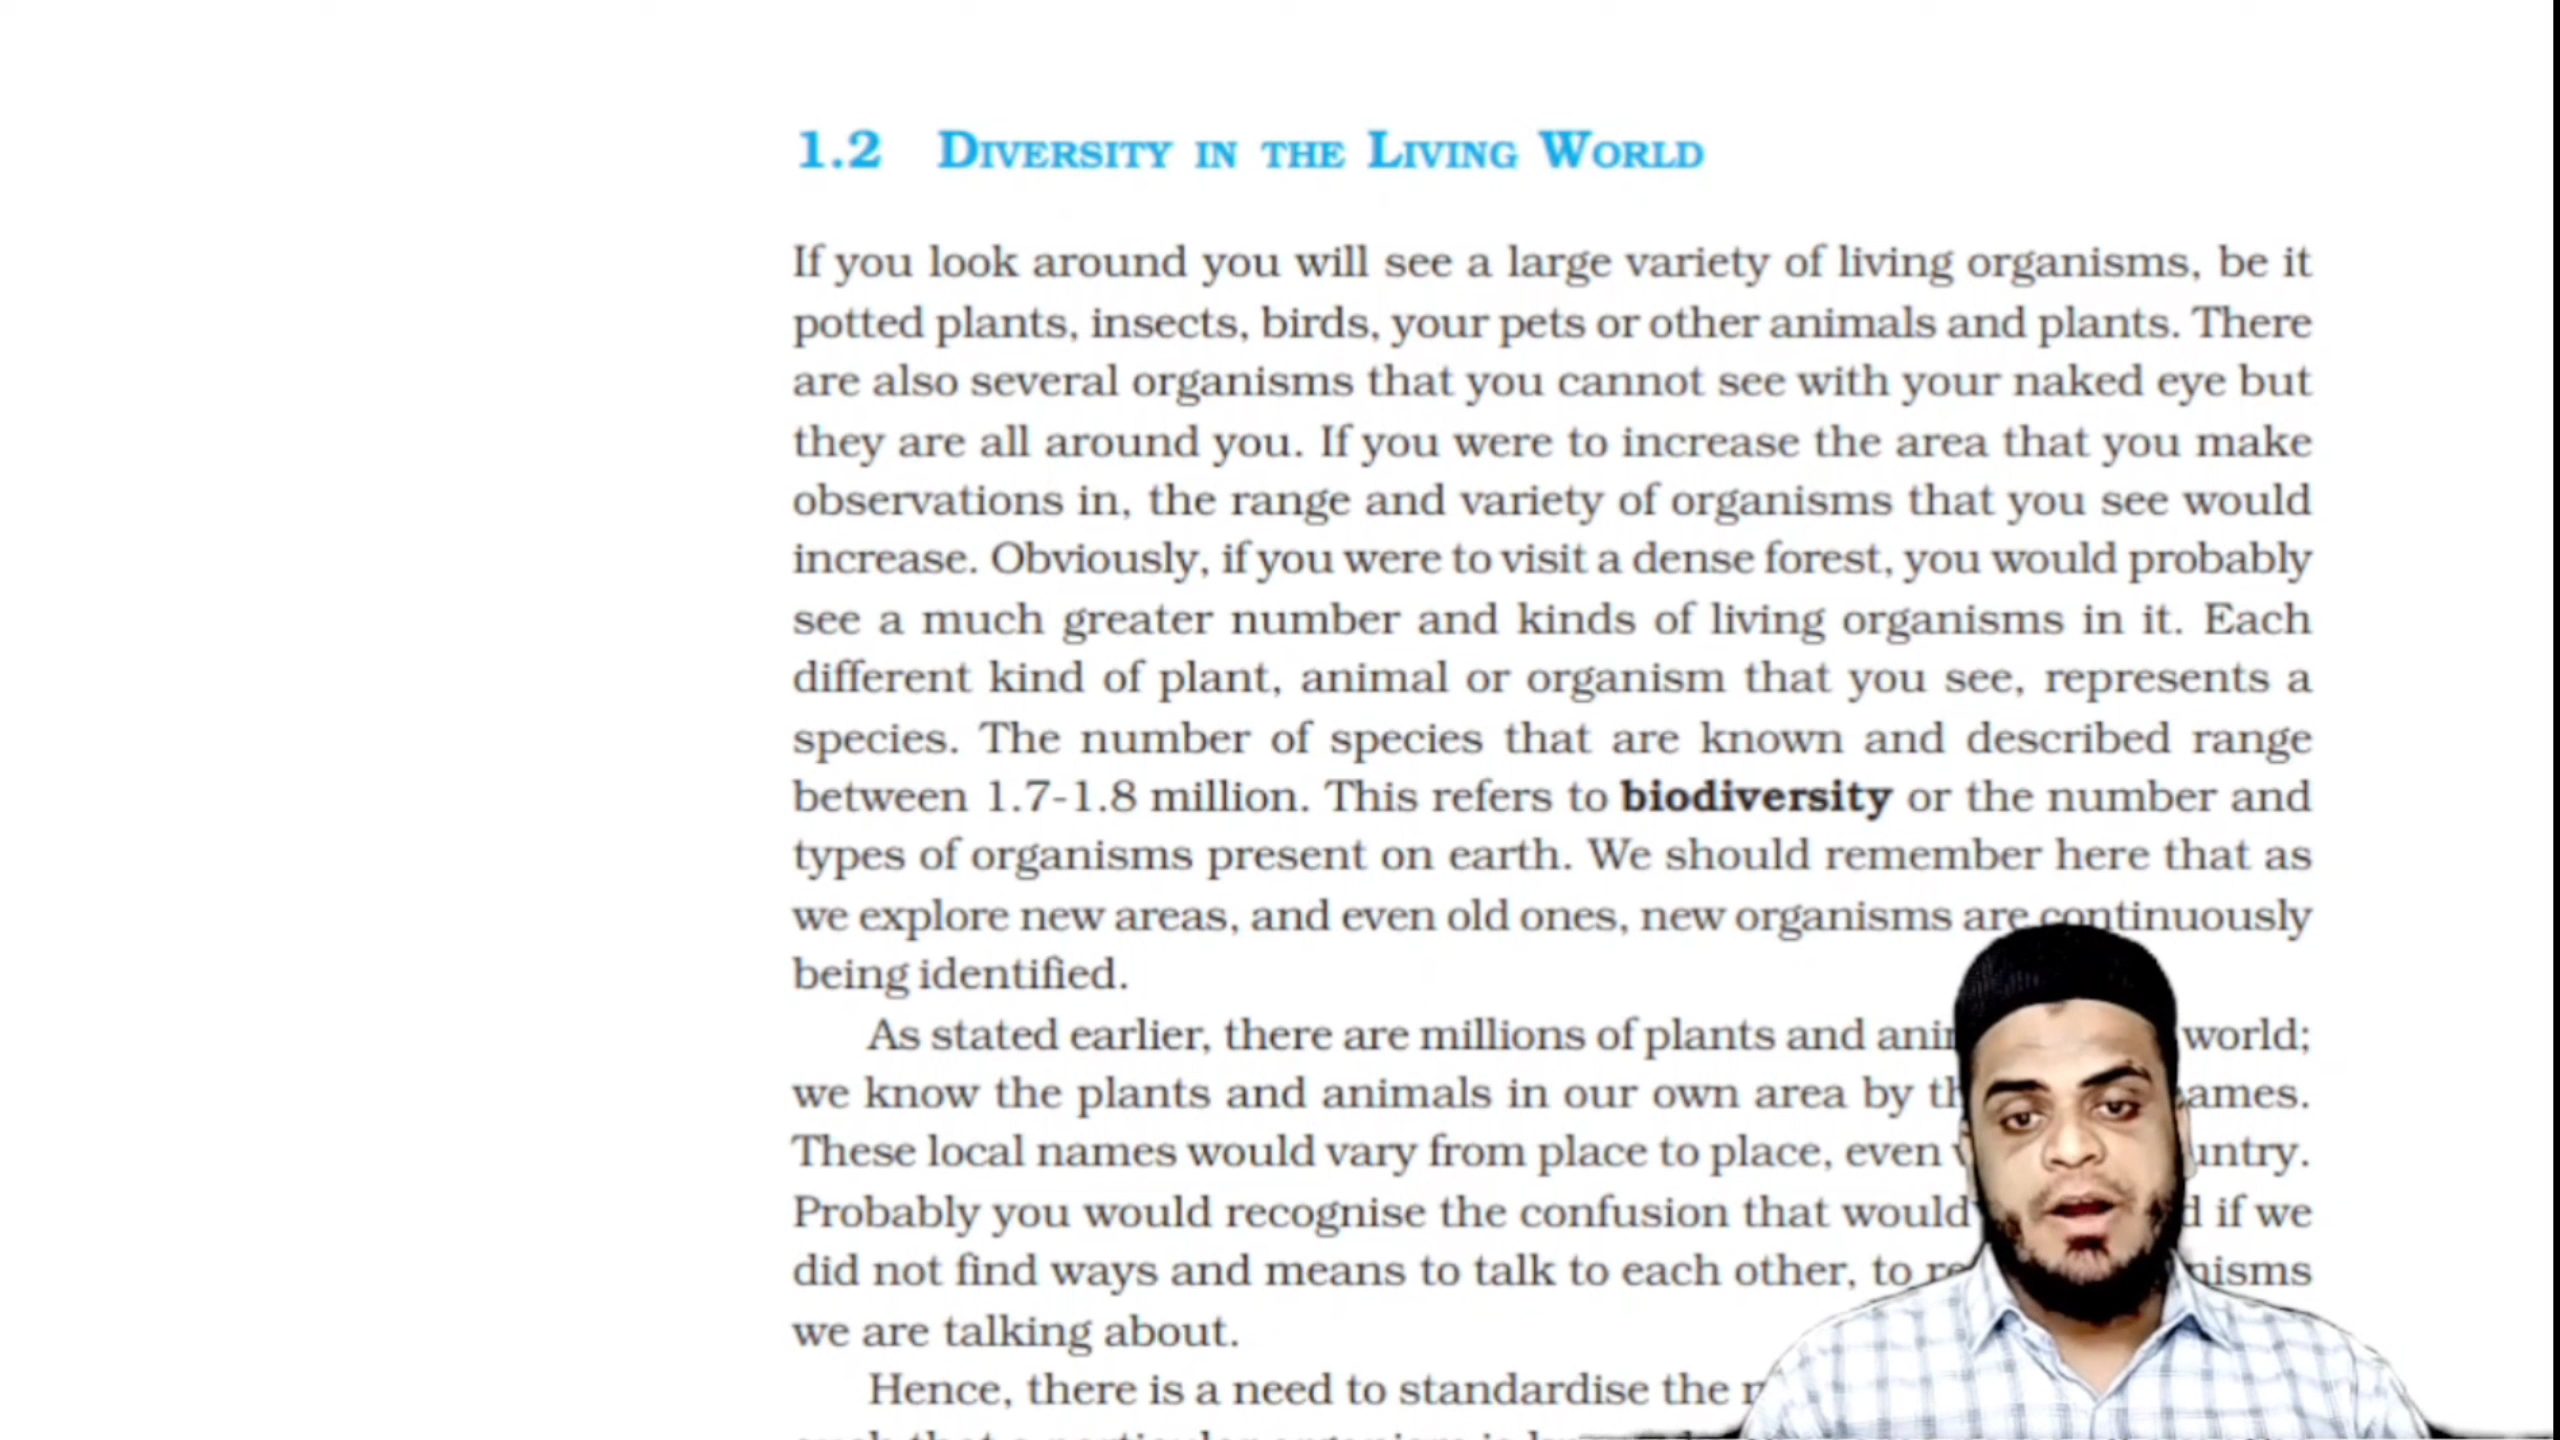 1.2 DIVERSITY IN THE LIVING WORLD
If you look around you will see a large variety of living organisms, be it
potted plants, insects, birds, your pets or other animals and plants. There
are also several organisms that you cannot see with your naked eye but
they are all around you. If you were to increase the area that you make
observations in, the range and variety of organisms that you see would
increase. Obviously, if you were to visit a dense forest, you would probably
see a much greater number and kinds of living organisms in it. Each
different kind of plant, animal or organism that you see, represents a
species. The number of species that are known and described range
between 1.7-1.8 million. This refers to biodiversity or the number and
types of organisms present on earth. We should remember here that as
we explore new areas, and even old ones, new organisms are continuously
being identified.
As stated earlier, there are millions of plants and world;
we know the plants and animals in our own area by
These local names would vary from place to place, even
Probably you would recognise the confusion that would if we
did not find ways and means to talk to each other, to
we are talking about.
Hence, there is a need to standardise the